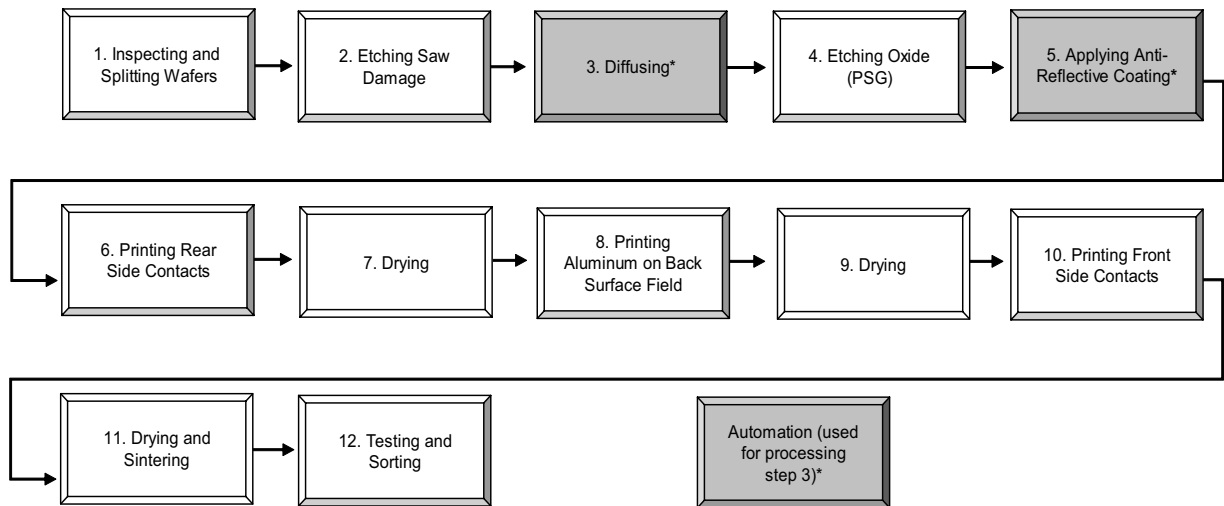 1. Inspecting and
Splitting Wafers
2. Etching Saw
Damage
3. Diffusing*
4. Etching Oxide
(PSG)
5. Applying Anti-
Reflective Coating*
6. Printing Rear
Side Contacts
7. Drying
8. Printing
Aluminum on Back
Surface Field
9. Drying
10. Printing Front
Side Contacts
11. Drying and
Sintering
12. Testing and
Sorting
Automation (used
for processing
step 3)*